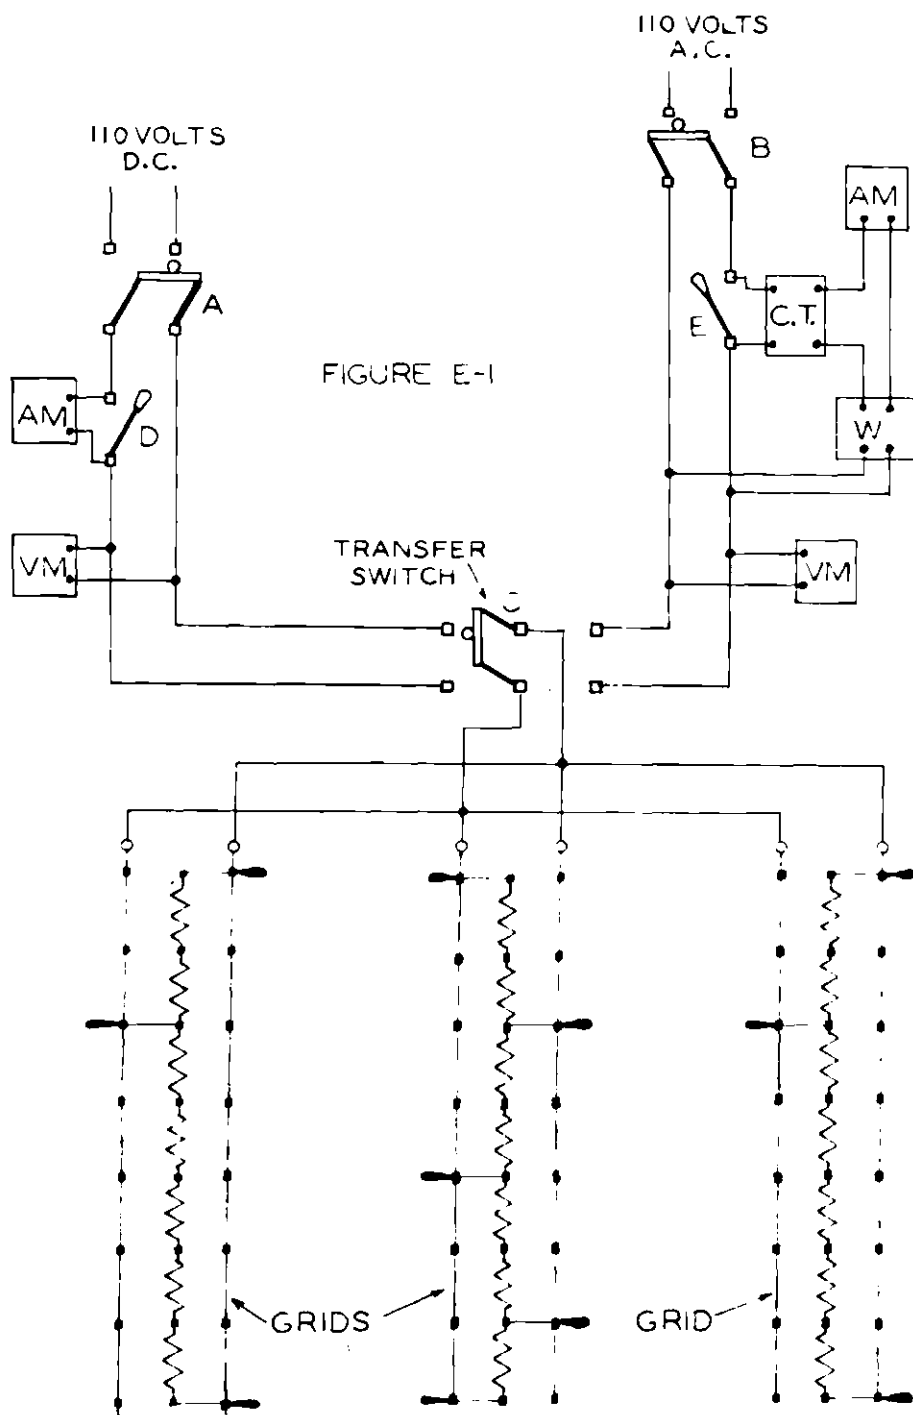 110 VOLTS
A.C.
110 VOLTS
D.C.
B
AM
A
E
C.T.
FIGURE E-1
AM
D
W
TRANSFER
SWITCH
VM
C
VM
GRIDS
GRID